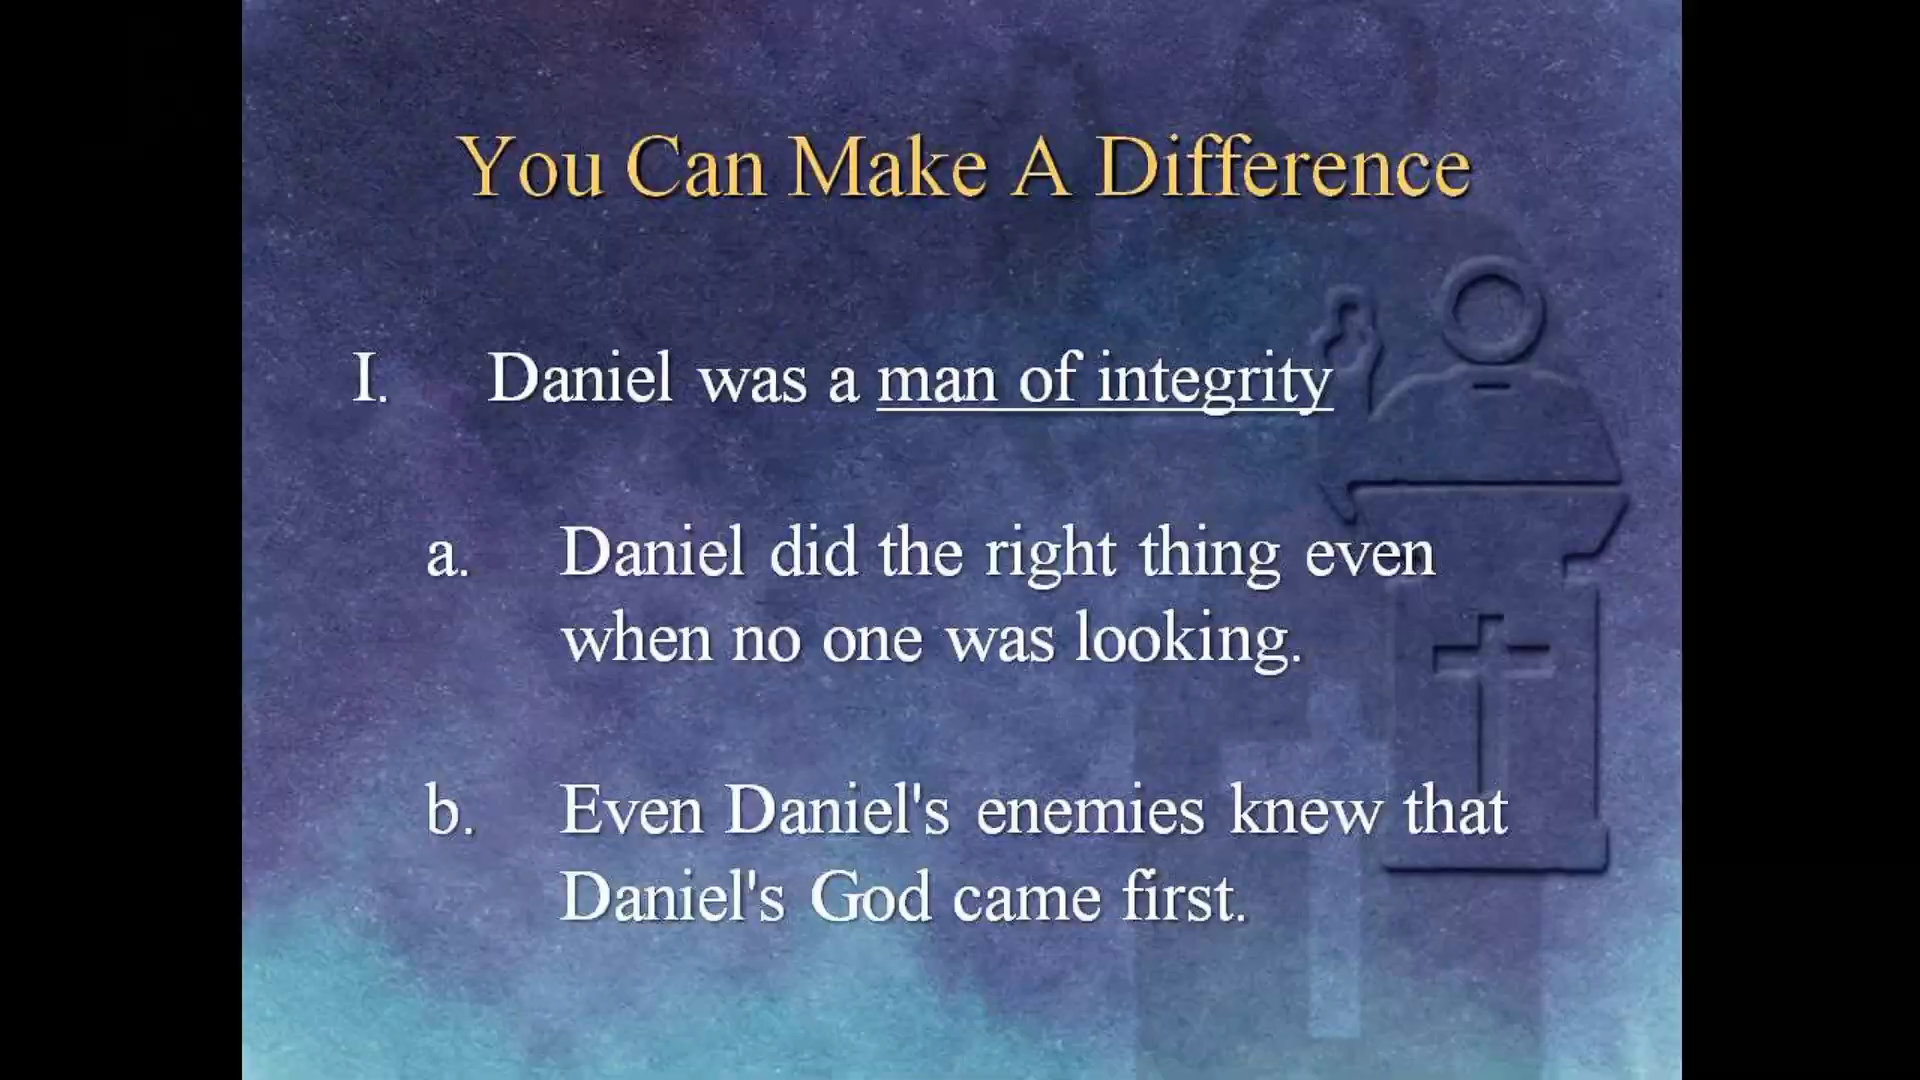 You Can Make A Difference
I. Daniel was a man of integrity
a. Daniel did the right thing even
when no one was looking.
b. Even Daniel's enemies knew that
Daniel's God came first.